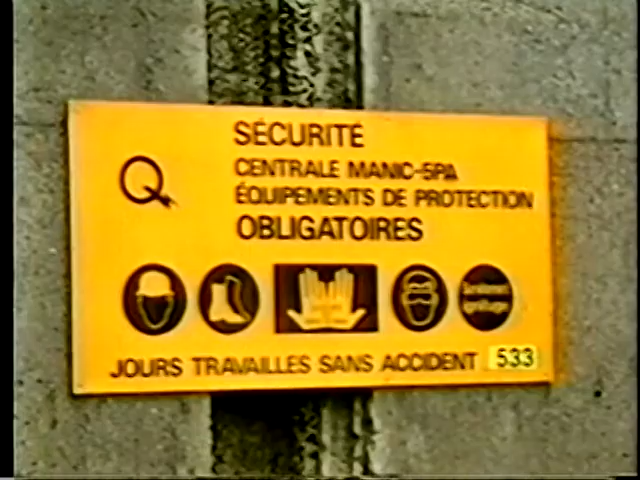 SÉCURITÉ
CENTRALE MANIC-5PA
ÉQUIPEMENTS DE PROTECTION
OBLIGATOIRES
JOURS TRAVAILLES SANS ACCIDENT 533